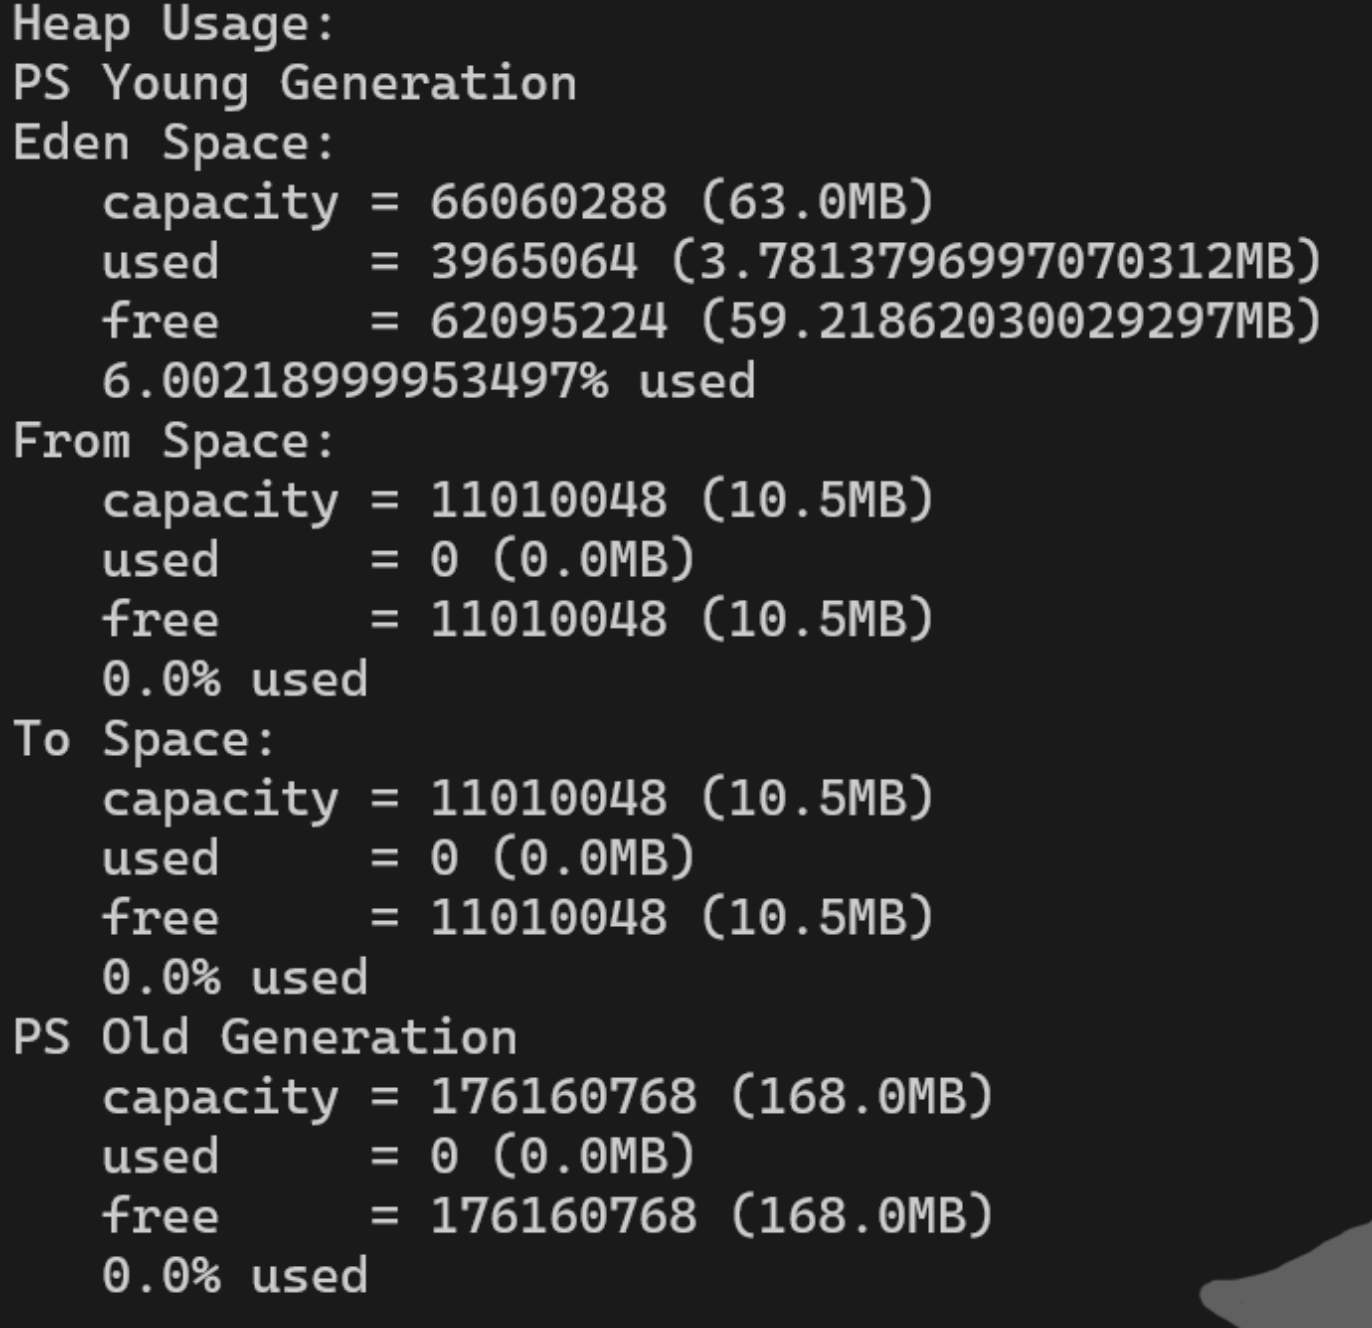 Heap Usage:
PS Young Generation
Eden Space:
   capacity = 66060288 (63.0MB)
   used     = 3965064 (3.7813796997070312MB)
   free     = 62095224 (59.21862030029297MB)
   6.002189999953497% used
From Space:
   capacity = 11010048 (10.5MB)
   used     = 0 (0.0MB)
   free     = 11010048 (10.5MB)
   0.0% used
To Space:
   capacity = 11010048 (10.5MB)
   used     = 0 (0.0MB)
   free     = 11010048 (10.5MB)
   0.0% used
PS Old Generation
   capacity = 176160768 (168.0MB)
   used     = 0 (0.0MB)
   free     = 176160768 (168.0MB)
   0.0% used